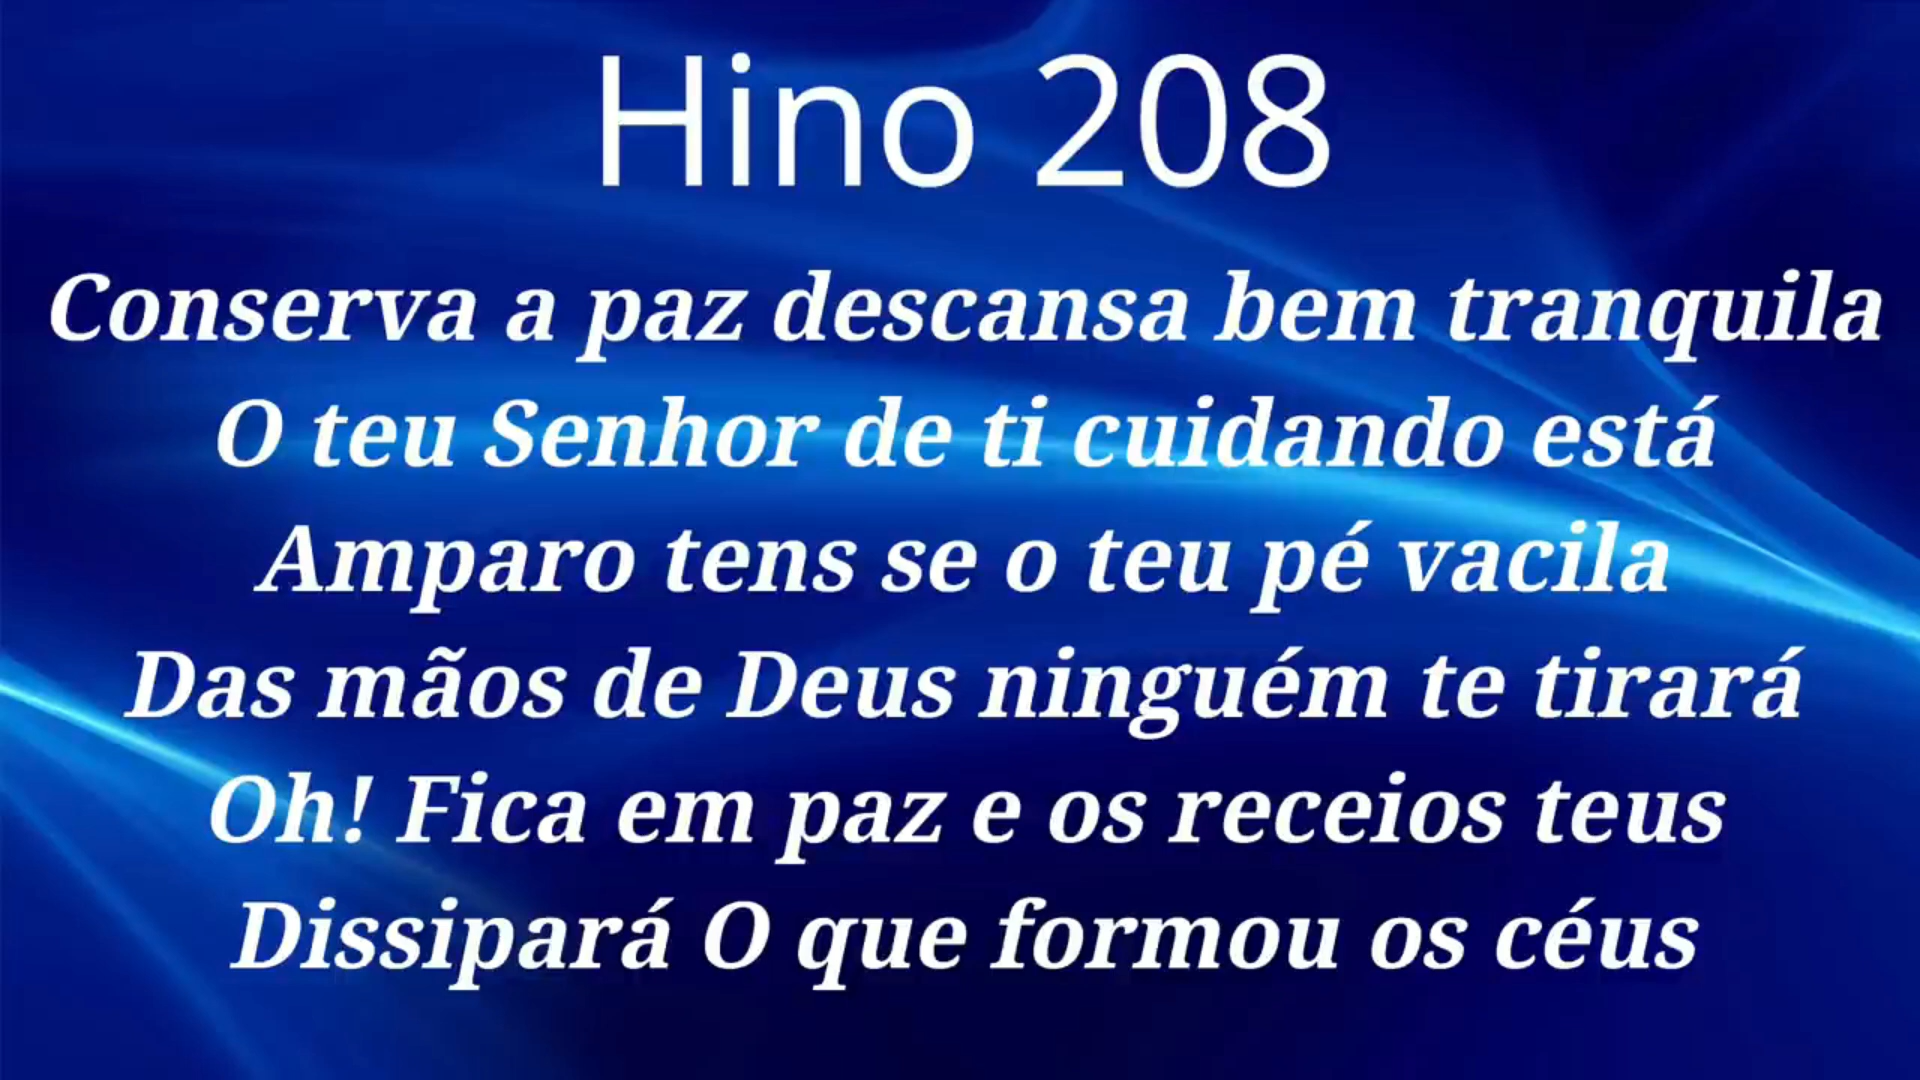 Hino 208
Conserva a paz descansa bem tranquila
O teu Senhor de ti cuidando está
Amparo tens se o teu pé vacila
Das mãos de Deus ninguém te tirará
Oh! Fica em paz e os receios teus
Dissipará O que formou os céus